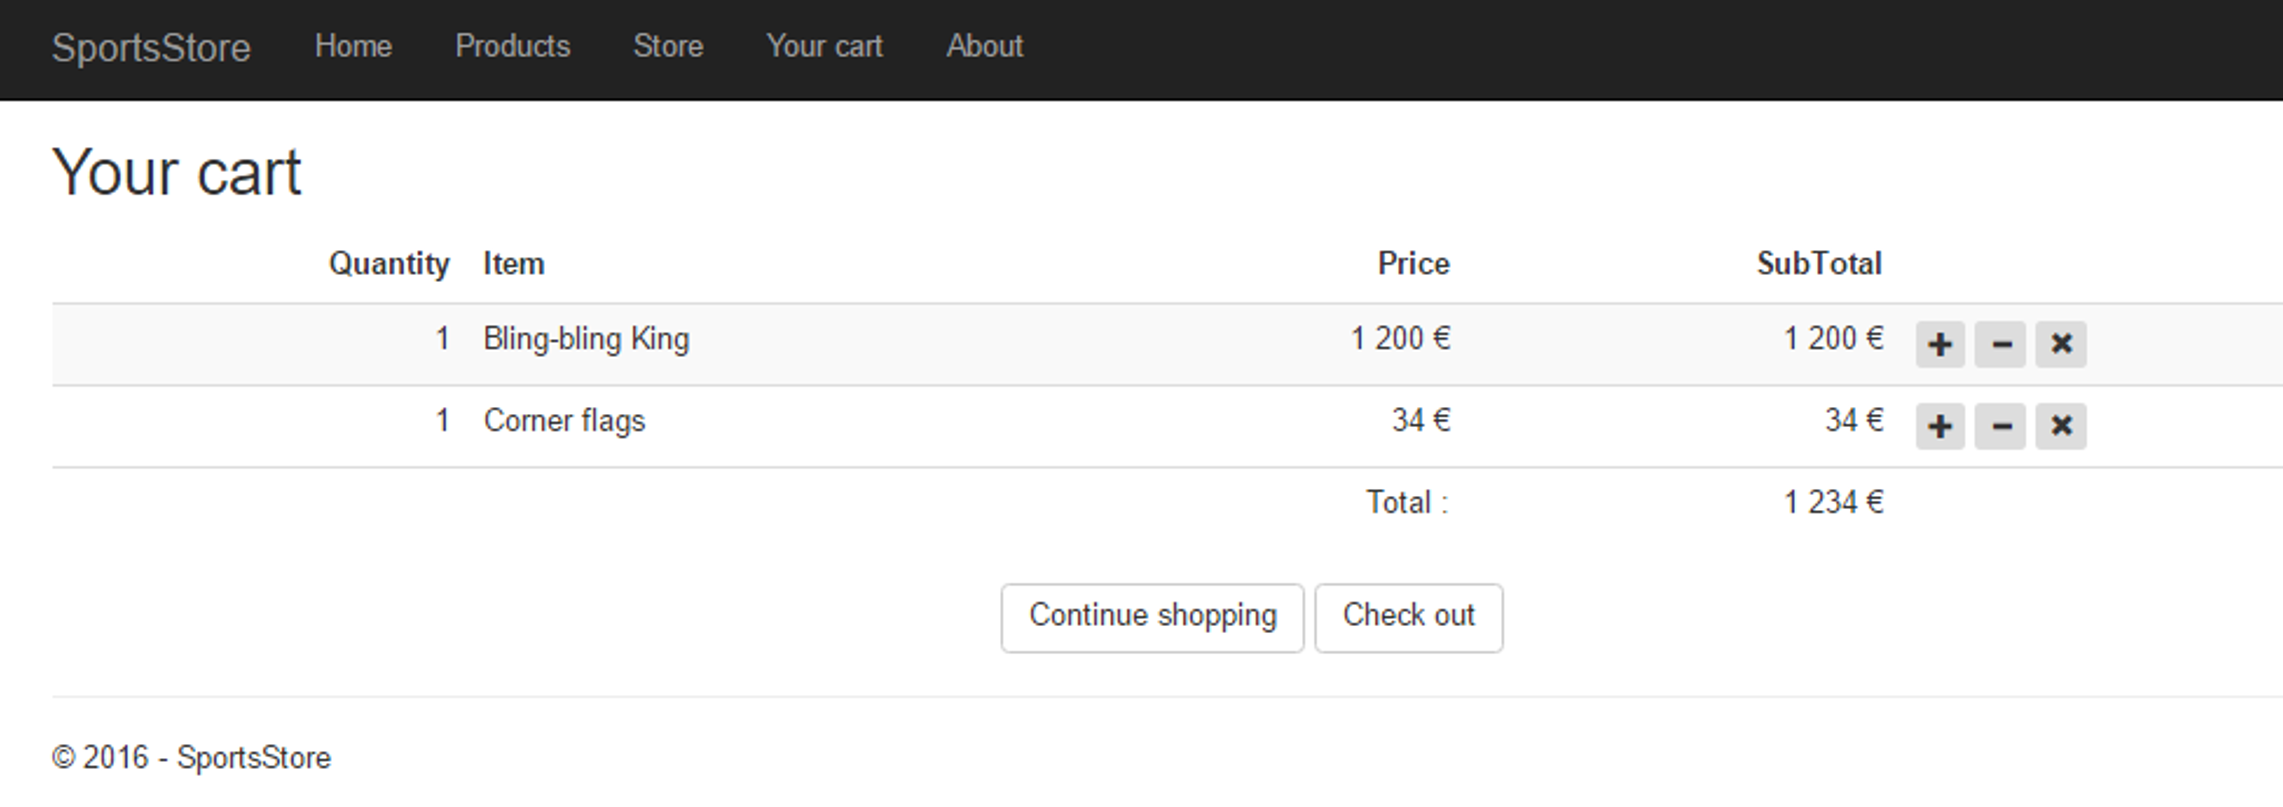 SportsStore Home Products Store Your cart About
Your cart
Quantity Item Price SubTotal
1 Bling-bling King 1 200 € 1 200 €
1 Corner flags 34 € 34 €
Total : 1 234 €
Continue shopping Check out
© 2016 - SportsStore